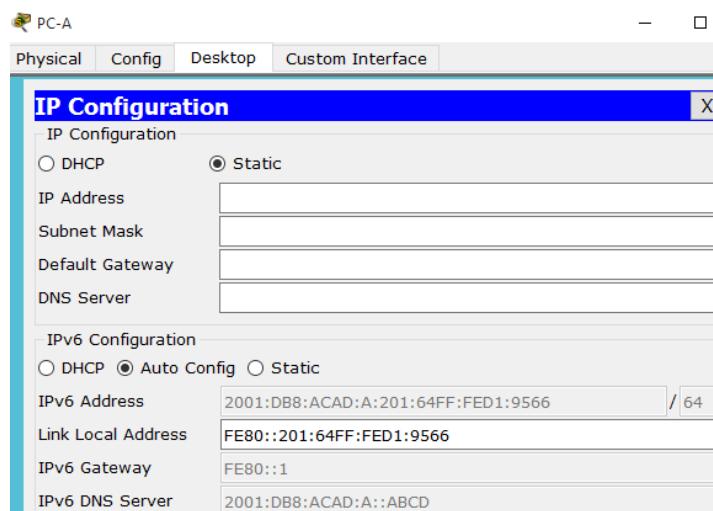 PC-A
Physical Config Desktop Custom Interface
IP Configuration X
IP Configuration
DHCP Static
IP Address
Subnet Mask
Default Gateway
DNS Server
IPv6 Configuration
DHCP Auto Config Static
IPv6 Address 2001:DB8:ACAD:A:201:64FF:FED1:9566 / 64
Link Local Address FE80::201:64FF:FED1:9566
IPv6 Gateway FE80::1
IPv6 DNS Server 2001:DB8:ACAD:A::ABCD